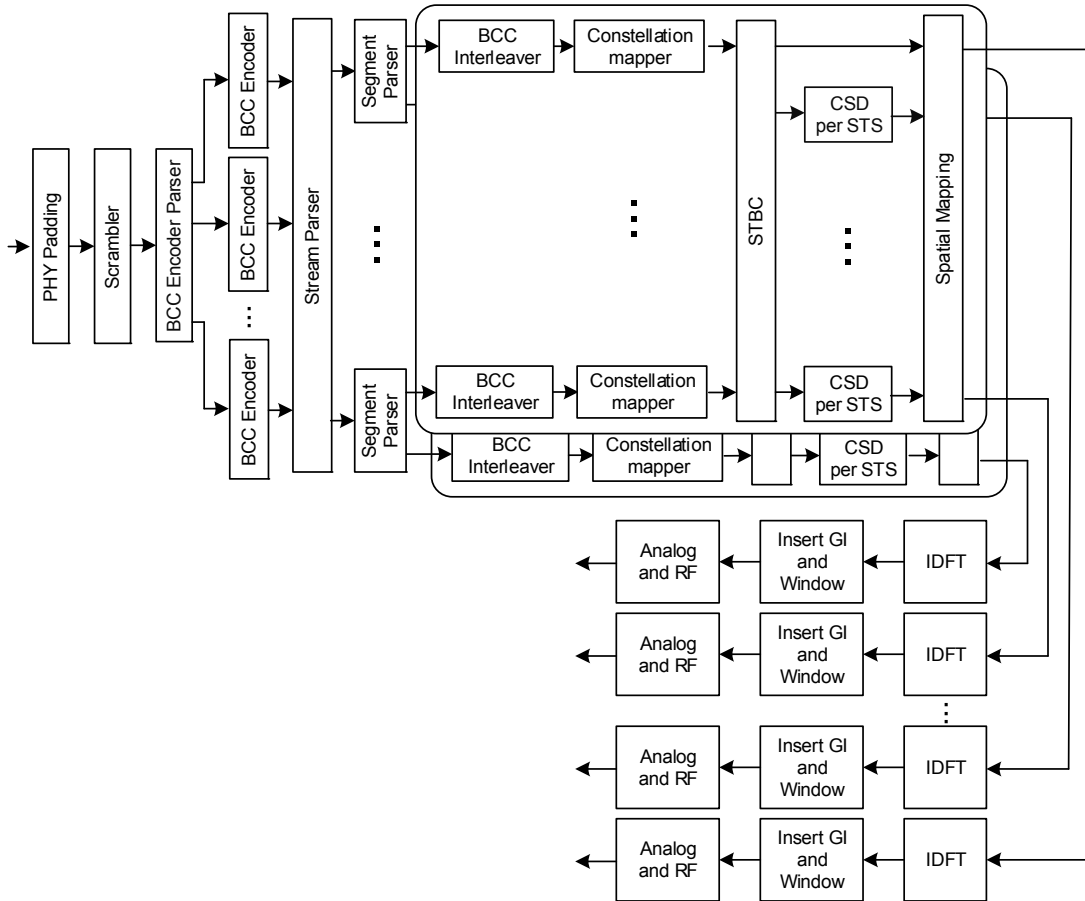 PHY Padding
Scrambler
BCC Encoder Parser
BCC Encoder
BCC Encoder
BCC Encoder
Stream Parser
Segment
Parser
Segment
Parser
BCC
Interleaver
Constellation
mapper
STBC
CSD
per STS
Spatial Mapping
BCC
Interleaver
Constellation
mapper
CSD
per STS
BCC
Interleaver
Constellation
mapper
CSD
per STS
Analog
and RF
Insert GI
and
Window
IDFT
Analog
and RF
Insert GI
and
Window
IDFT
Analog
and RF
Insert GI
and
Window
IDFT
Analog
and RF
Insert GI
and
Window
IDFT